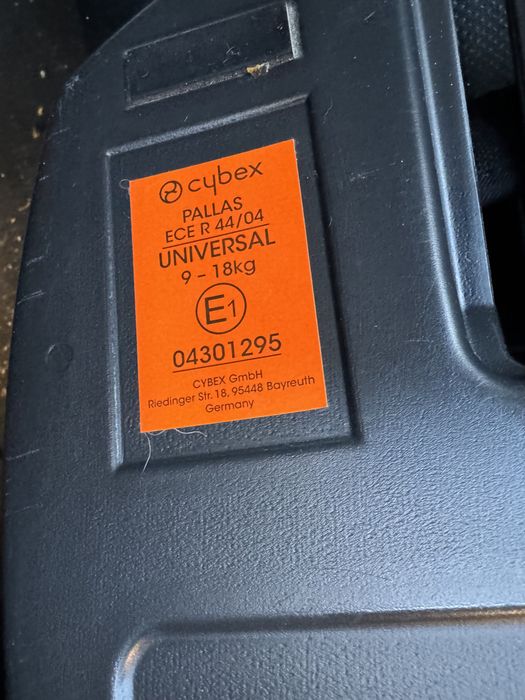 cybex
PALLAS
ECE R 44/04
UNIVERSAL
9 - 18kg
E1
04301295
CYBEX GmbH
Riedinger Str. 18, 95448 Bayreuth
Germany